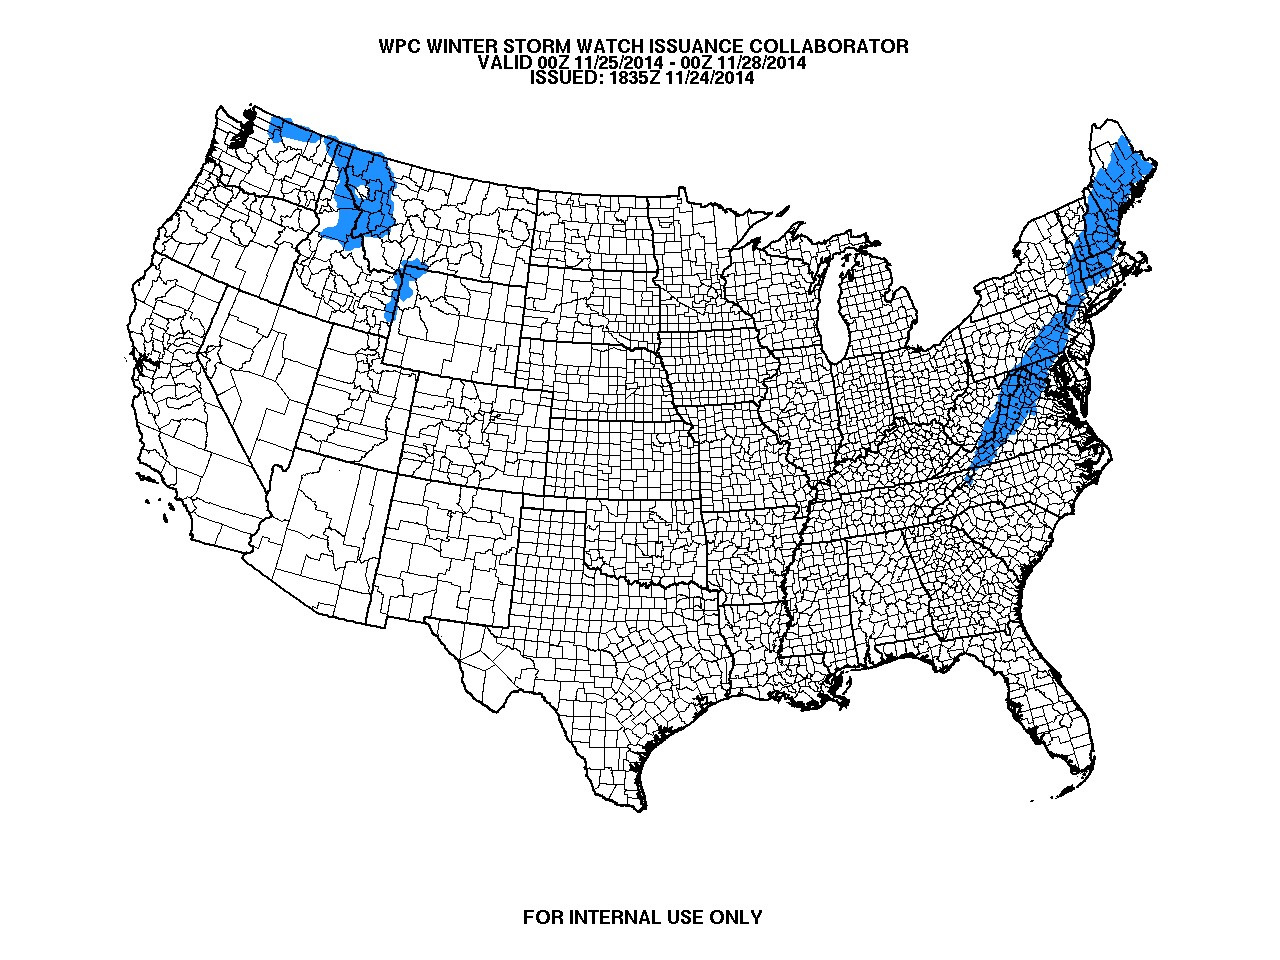 WPC WINTER STORM WATCH ISSUANCE COLLABORATOR
VALID 00Z 11/25/2014 - 00Z 11/28/2014
ISSUED: 1835Z 11/24/2014
FOR INTERNAL USE ONLY